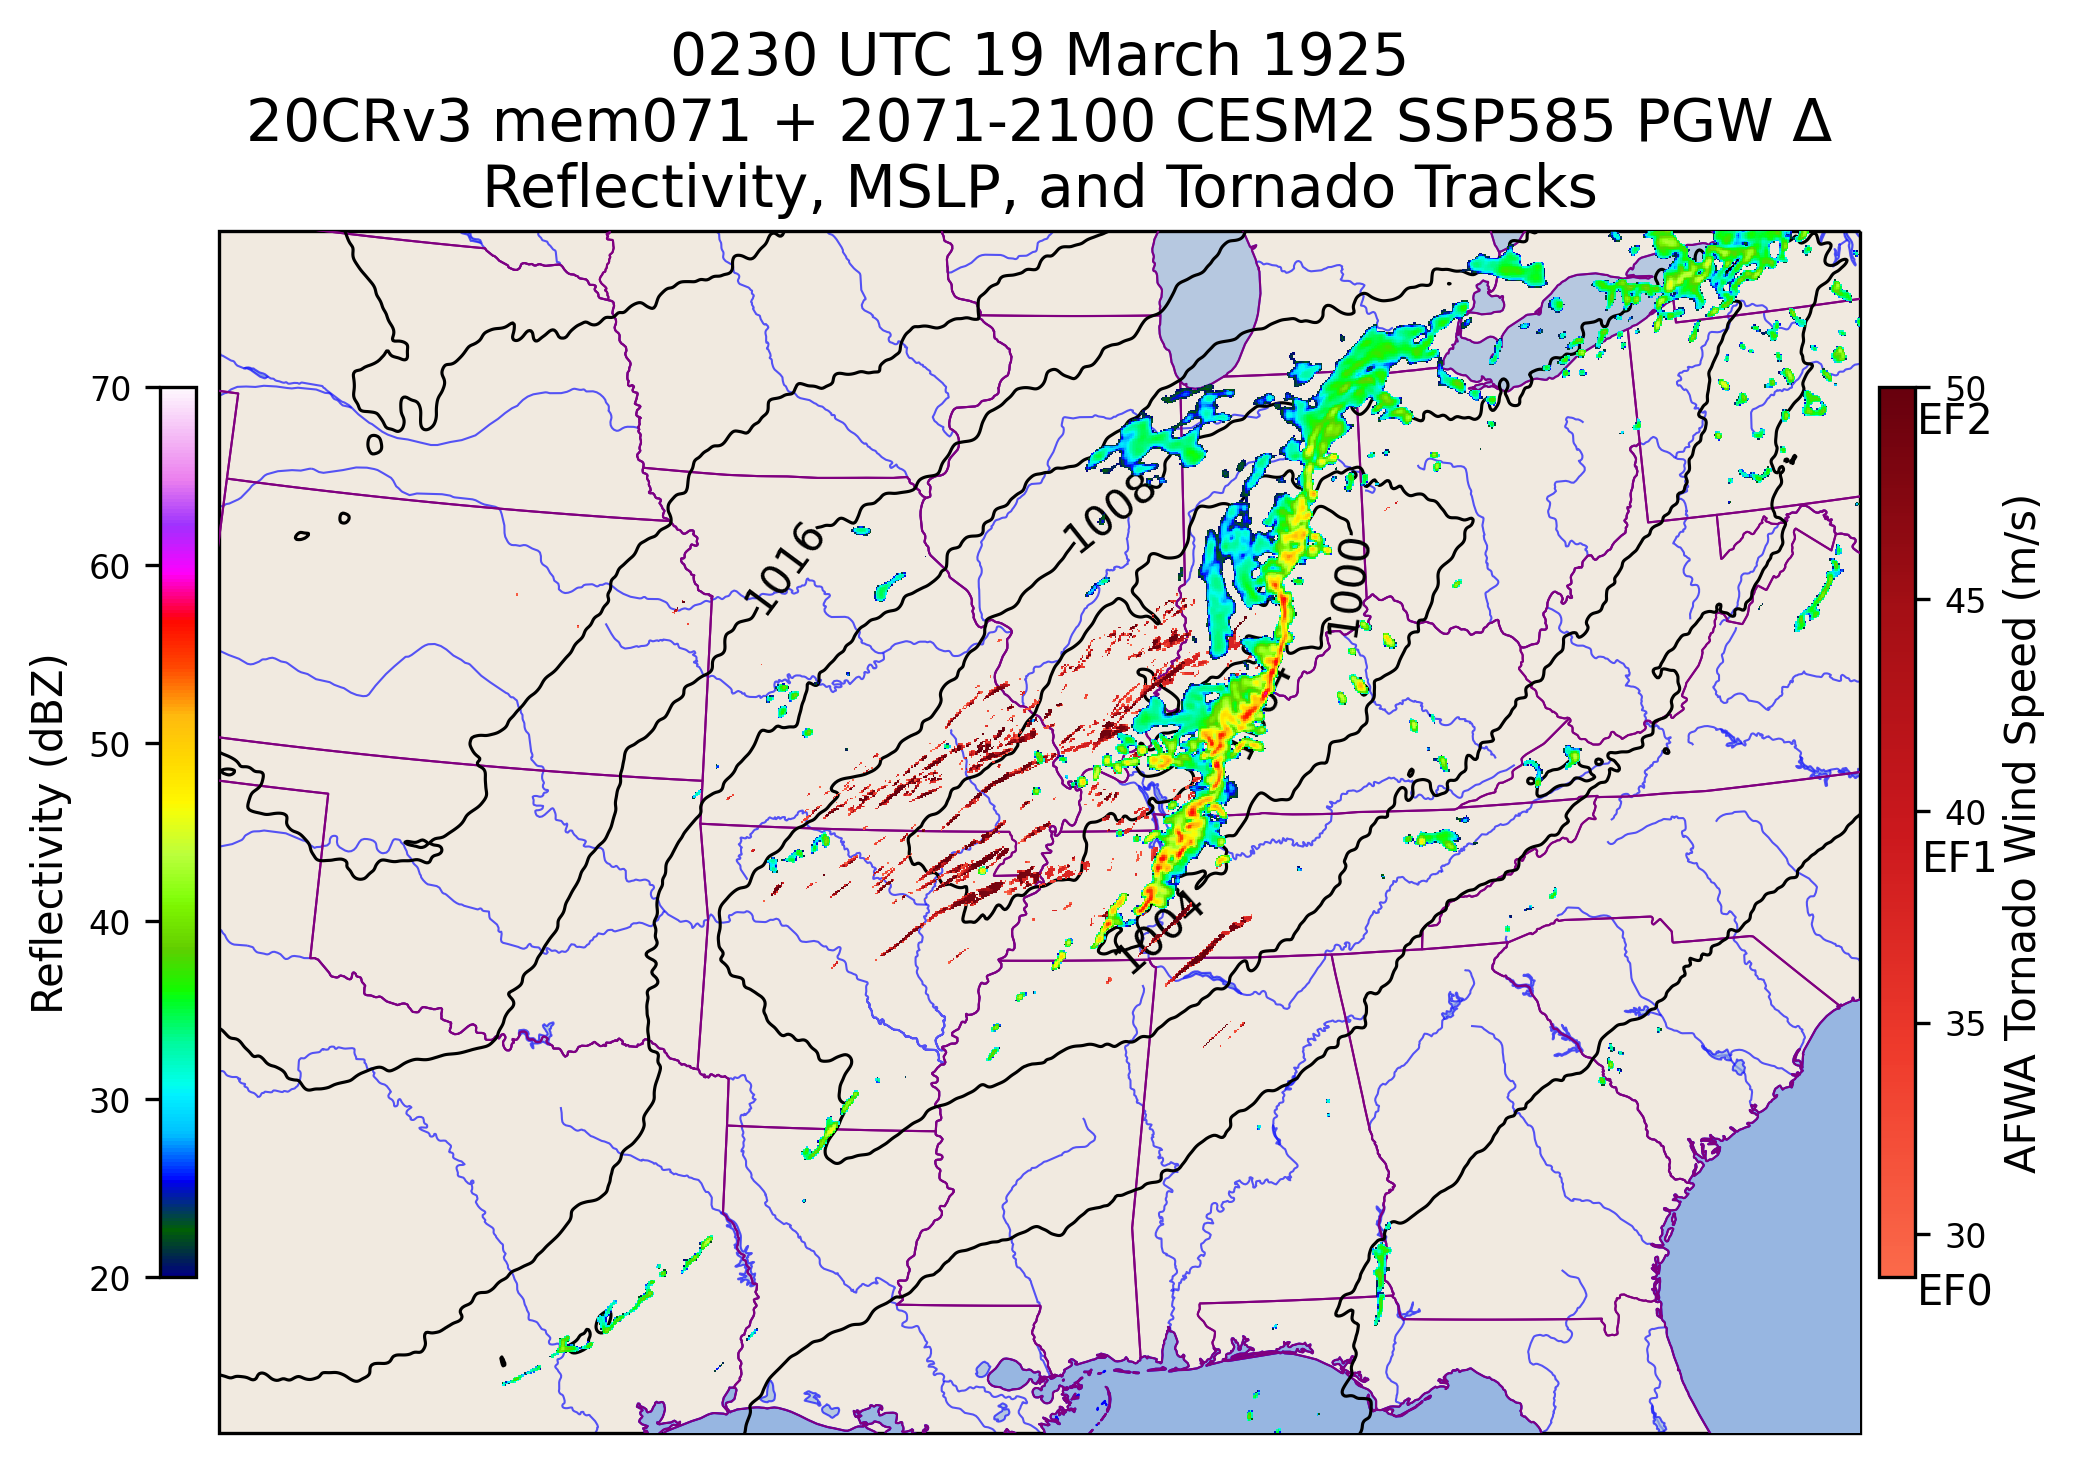 0230 UTC 19 March 1925
20CRv3 mem071 + 2071-2100 CESM2 SSP585 PGW Δ
Reflectivity, MSLP, and Tornado Tracks
70
60
50
40
30
20
Reflectivity (dBZ)
1016
1008
1000
1004
50
EF2
45
40
EF1
35
30
EF0
AFWA Tornado Wind Speed (m/s)